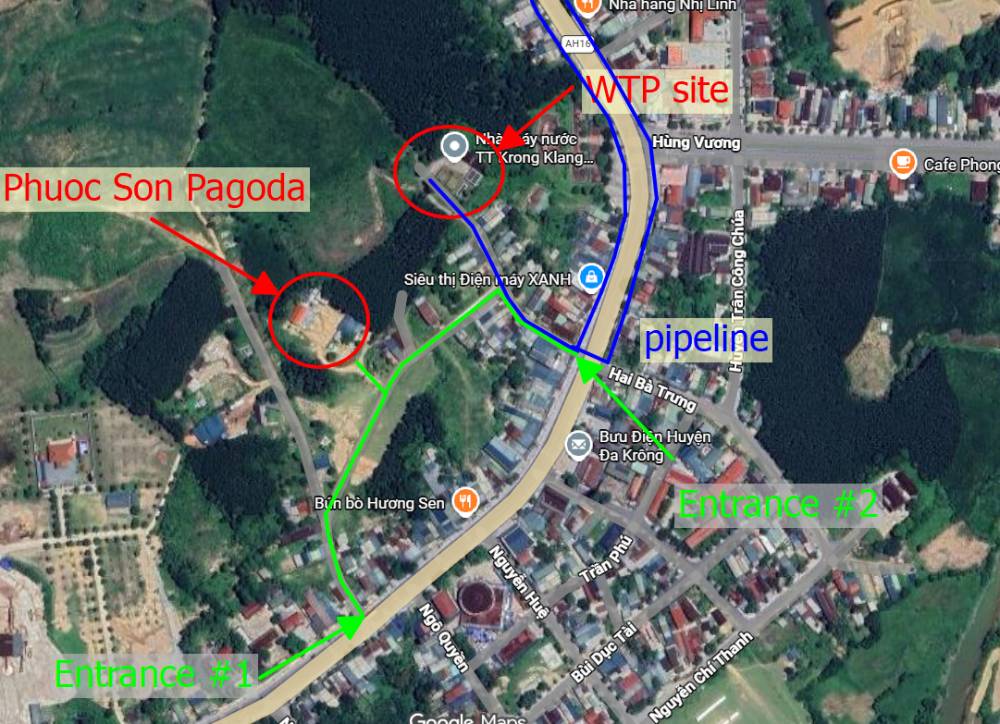 Nhà hàng Nhị Linh
AH16
WTP site
Nhà máy nước
TT Krong Klang...
Hùng Vương
Cafe Phong
Phuoc Son Pagoda
Siêu thị Điện máy XANH
Huyền Trân Công Chúa
pipeline
Hai Bà Trưng
Bưu Điện Huyện
Đa Krông
Entrance #2
Bún bò Hương Sen
Trần Phú
Nguyễn Huệ
Ngô Quyền
Bùi Dục Tài
Nguyễn Chí Thanh
Entrance #1
Google Maps